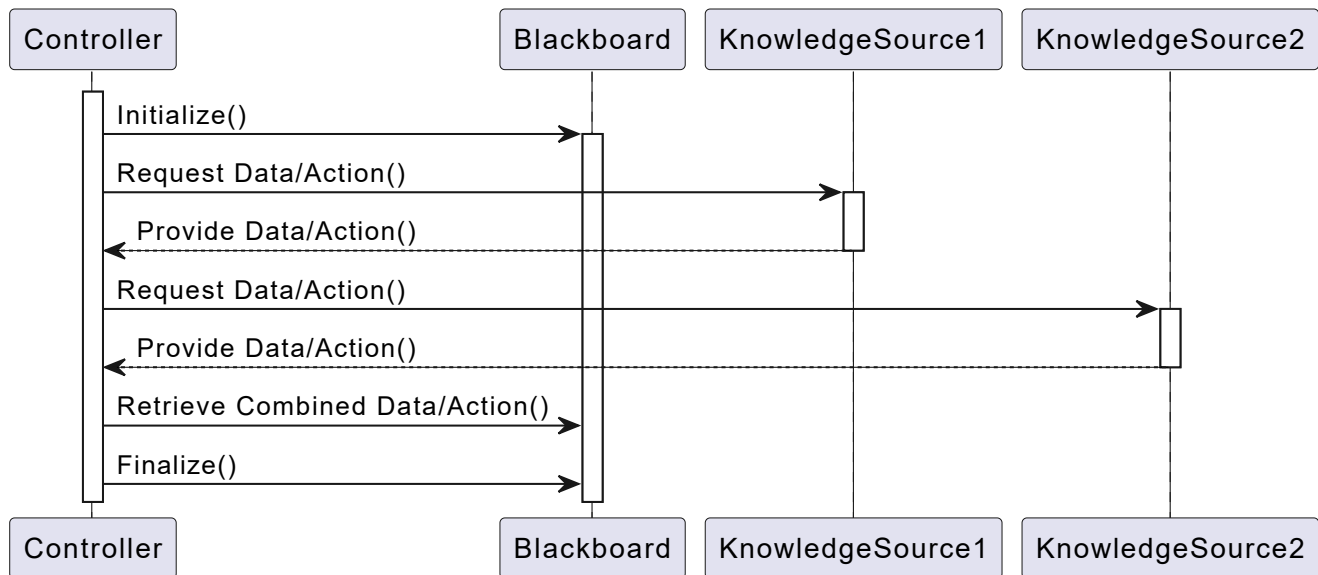 Controller
Blackboard
KnowledgeSource1
KnowledgeSource2
Initialize()
Request Data/Action()
Provide Data/Action()
Request Data/Action()
Provide Data/Action()
Retrieve Combined Data/Action()
Finalize()
Controller
Blackboard
KnowledgeSource1
KnowledgeSource2